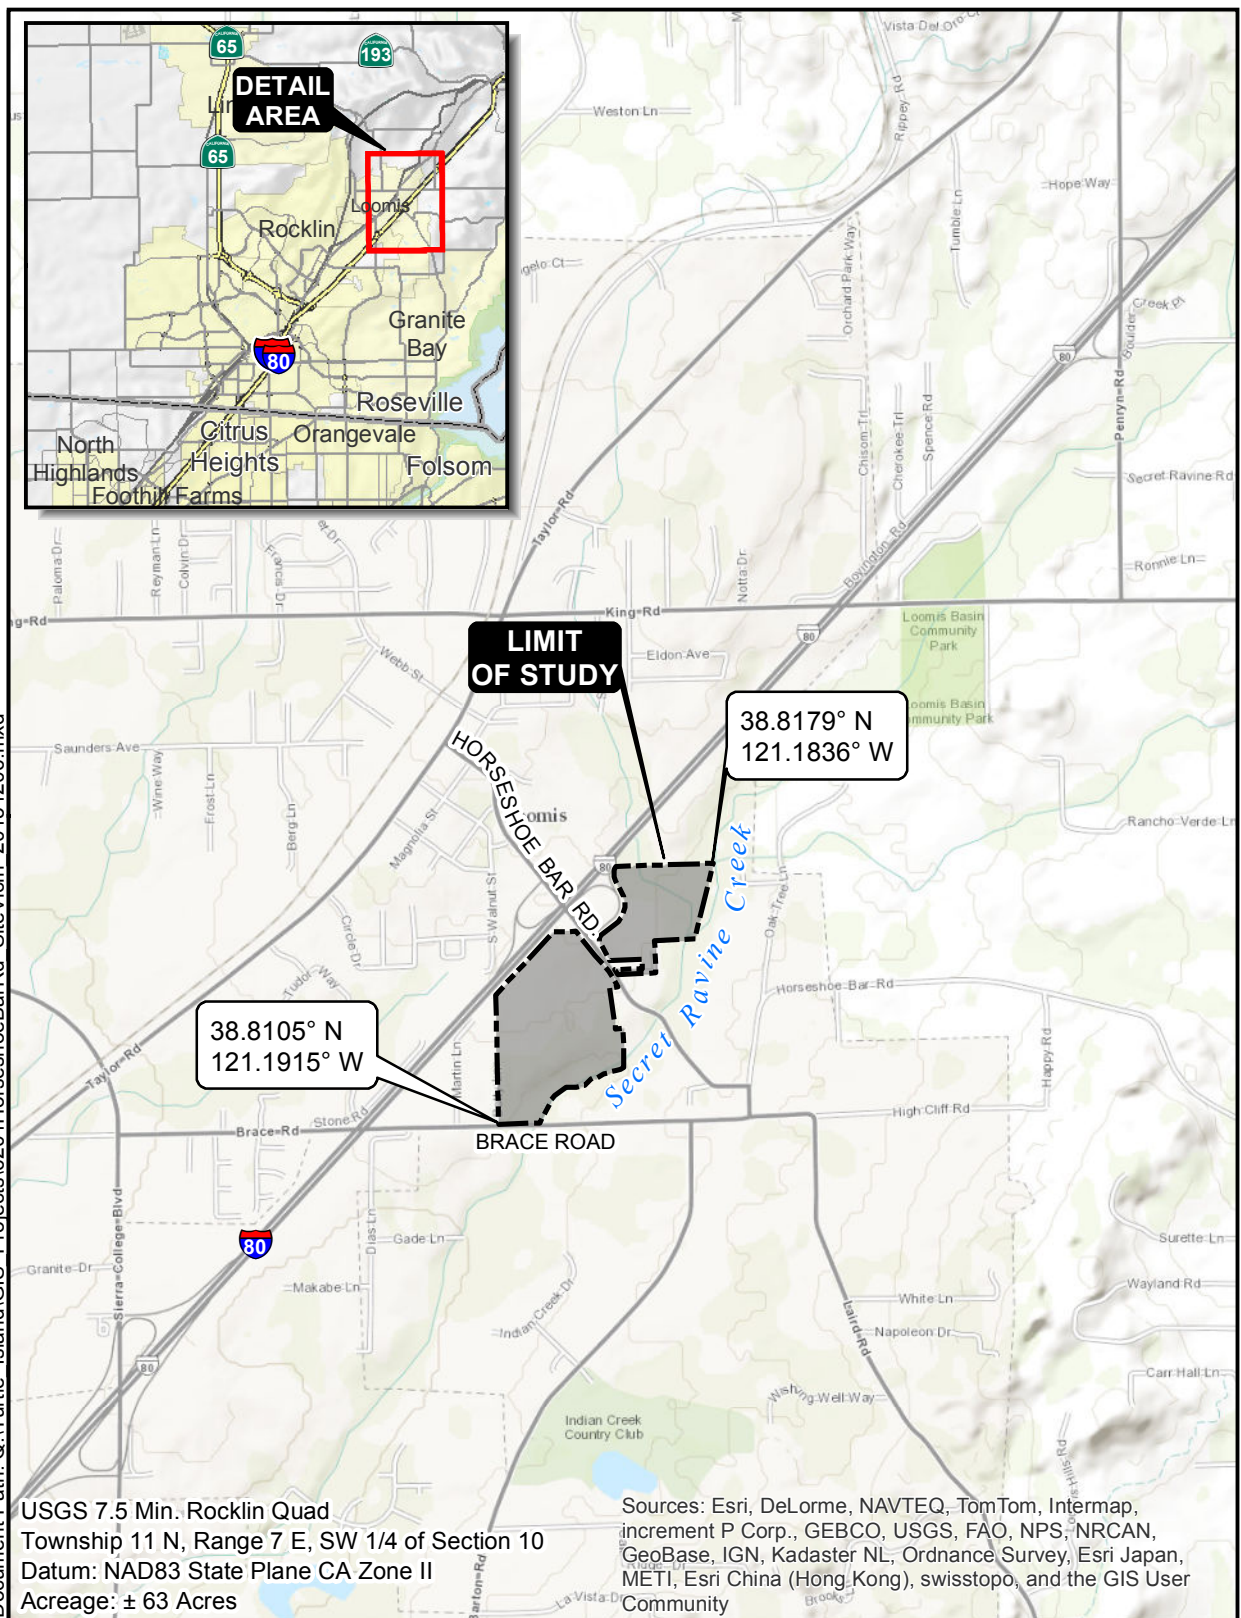 65
193
DETAIL
AREA
65
Loomis
Rocklin
Granite
Bay
80
Roseville
Citrus
Heights
Orangevale
North
Highlands
Folsom
Foothill Farms
Vista Del Oro
Weston Ln
Rippey Rd
Hope Way
Tumble Ln
Orchard Park Way
Creek Pl
Boulder
80
Penryn Rd
Chisom Trl
Cherokee Trl
Spence Rd
Secret Ravine Rd
Taylor Rd
Boyington Rd
Ronnie Ln
Paloma Dr
Reyman Ln
Colvin Dr
Francis Dr
Notta Dr
King-Rd
80
Loomis Basin
Community
Park
LIMIT
OF STUDY
Eldon Ave
Webb St
38.8179° N
121.1836° W
Saunders Ave
Wine Way
Frost Ln
Berg Ln
Magnolia St
HORSESHOE BAR RD.
Rancho Verde Ln
80
S Walnut St
Circle Dr
Oak Tree Ln
Secret Ravine Creek
Tudor Way
Horseshoe Bar Rd
38.8105° N
121.1915° W
Taylor Rd
Martin Ln
Happy Rd
Stone Rd
Brace-Rd
BRACE ROAD
High Cliff Rd
Sierra College Blvd
80
Dias Ln
Gade Ln
Granite Dr
Makabe Ln
Surette Ln
Wayland Rd
White Ln
Indian Creek Dr
Laird Rd
Napoleon Dr
80
Carr Hall Ln
Wishing Well Way
Indian Creek
Country Club
USGS 7.5 Min. Rocklin Quad
Township 11 N, Range 7 E, SW 1/4 of Section 10
Datum: NAD83 State Plane CA Zone II
Acreage: ± 63 Acres
Barton Rd
La Vista Dr
Sources: Esri, DeLorme, NAVTEQ, TomTom, Intermap,
increment P Corp., GEBCO, USGS, FAO, NPS, NRCAN,
GeoBase, IGN, Kadaster NL, Ordnance Survey, Esri Japan,
METI, Esri China (Hong Kong), swisstopo, and the GIS User
Community